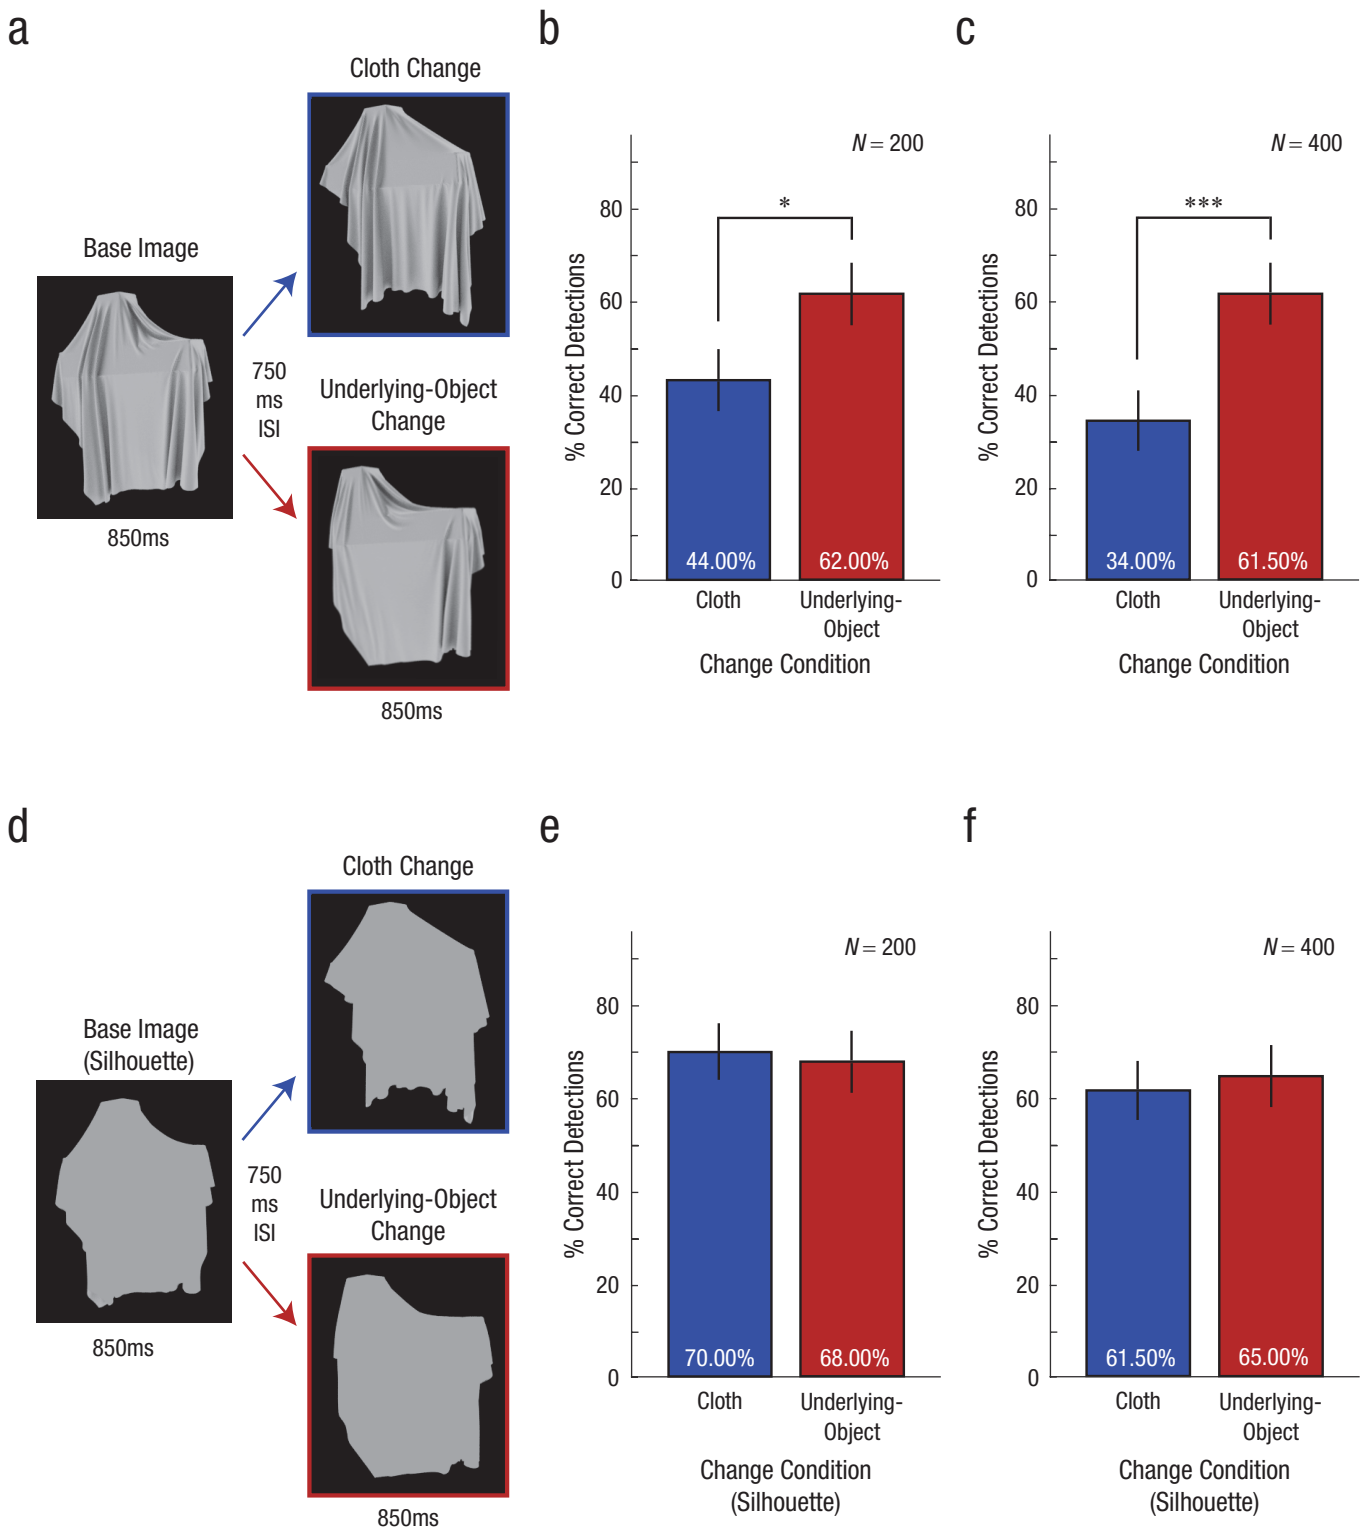 a
Cloth Change
Base Image
750
ms
ISI
850ms
Underlying-Object
Change
850ms
b
N = 200
*
% Correct Detections
80
60
40
20
0
44.00%
62.00%
Cloth
Underlying-
Object
Change Condition
c
N = 400
***
% Correct Detections
80
60
40
20
0
34.00%
61.50%
Cloth
Underlying-
Object
Change Condition
d
Cloth Change
Base Image
(Silhouette)
750
ms
ISI
850ms
Underlying-Object
Change
850ms
e
N = 200
% Correct Detections
80
60
40
20
0
70.00%
68.00%
Cloth
Underlying-
Object
Change Condition
(Silhouette)
f
N = 400
% Correct Detections
80
60
40
20
0
61.50%
65.00%
Cloth
Underlying-
Object
Change Condition
(Silhouette)